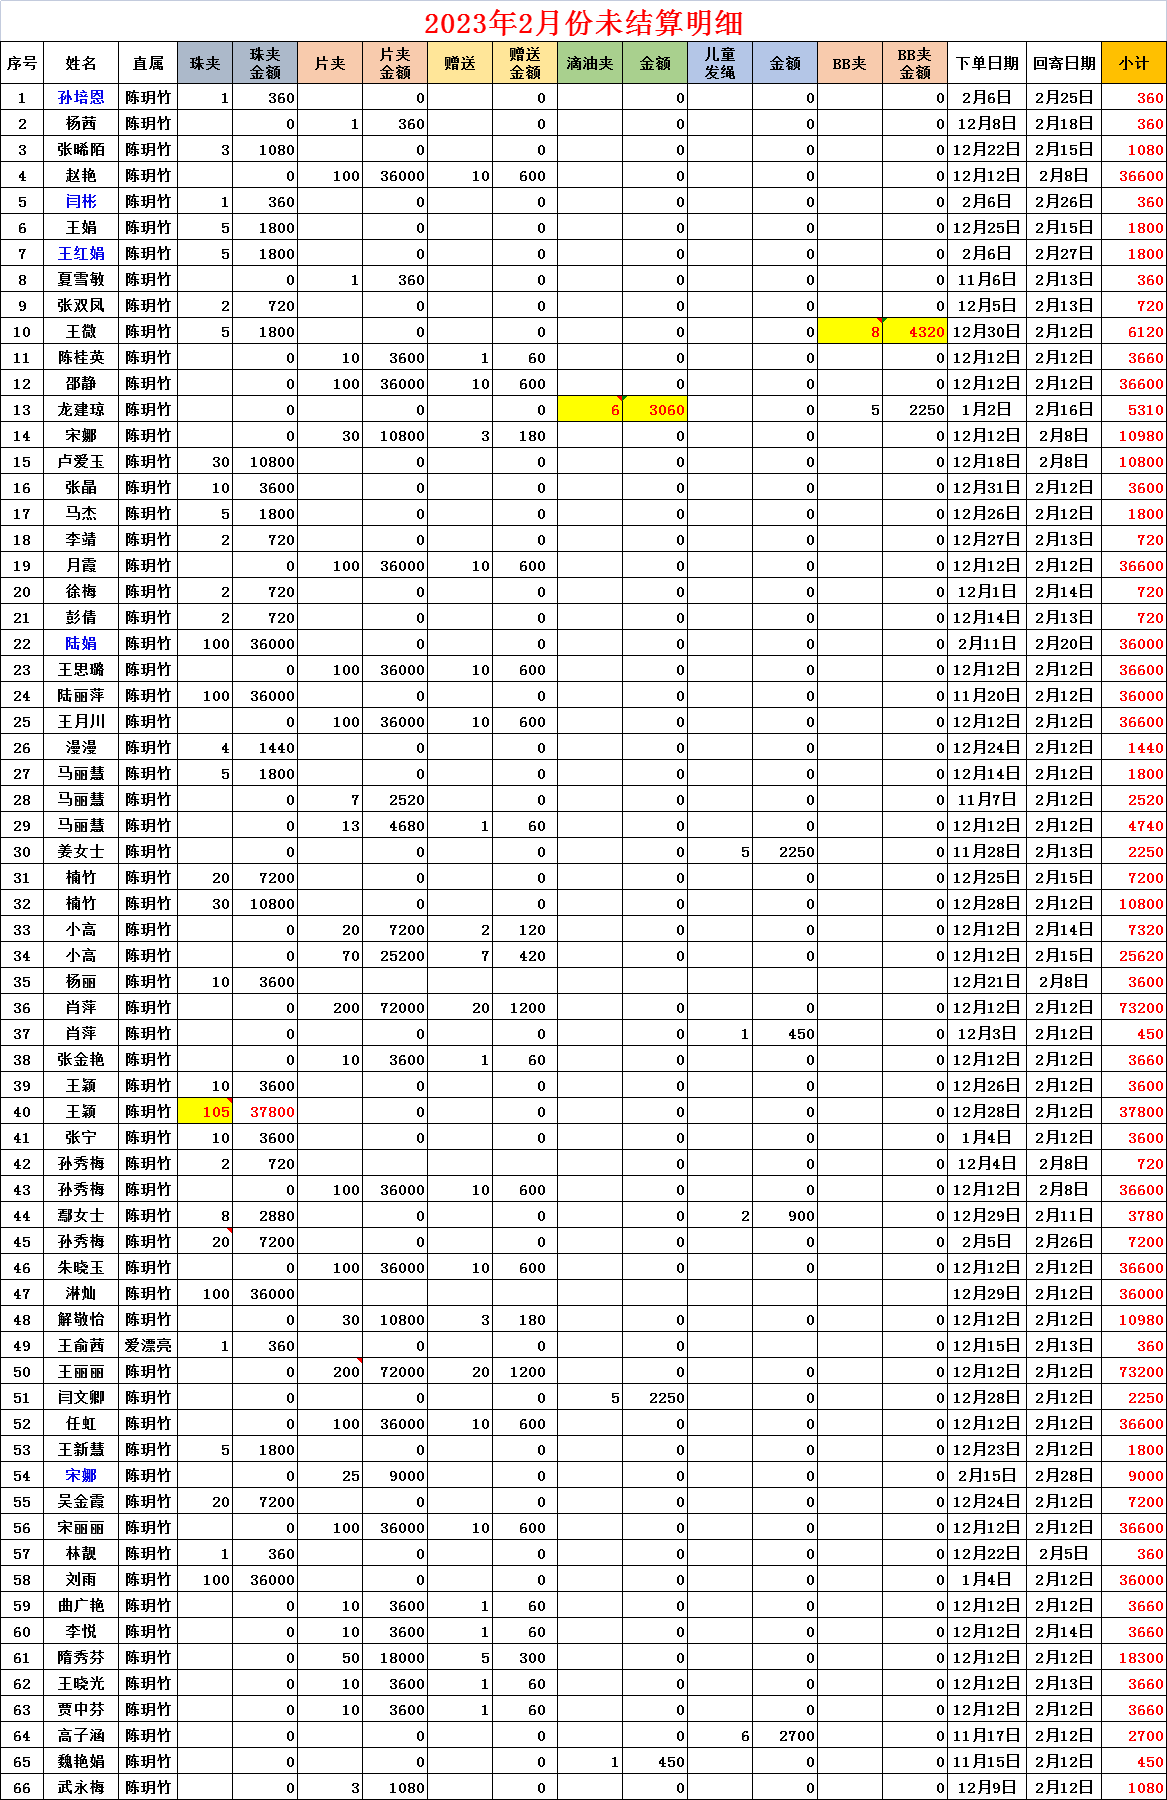 2023年2月份未结算明细
序号 姓名 直属 珠夹 珠夹金额 片夹 片夹金额 赠送 赠送金额 滴油夹 金额 儿童发绳 金额 BB夹 BB夹金额 下单日期 回寄日期 小计
1 孙培恩 陈玥竹 1 360 0 0 0 0 0 2月6日 2月25日 360
2 杨茜 陈玥竹 0 1 360 0 0 0 0 12月8日 2月18日 360
3 张晞陌 陈玥竹 3 1080 0 0 0 0 0 12月22日 2月15日 1080
4 赵艳 陈玥竹 0 100 36000 10 600 0 0 0 12月12日 2月8日 36600
5 闫彬 陈玥竹 1 360 0 0 0 0 0 2月6日 2月26日 360
6 王娟 陈玥竹 5 1800 0 0 0 0 0 12月25日 2月15日 1800
7 王红娟 陈玥竹 5 1800 0 0 0 0 0 2月6日 2月27日 1800
8 夏雪敏 陈玥竹 0 1 360 0 0 0 0 11月6日 2月13日 360
9 张双凤 陈玥竹 2 720 0 0 0 0 0 12月5日 2月13日 720
10 王微 陈玥竹 5 1800 0 0 0 0 8 4320 12月30日 2月12日 6120
11 陈桂英 陈玥竹 0 10 3600 1 60 0 0 0 12月12日 2月12日 3660
12 邵静 陈玥竹 0 100 36000 10 600 0 0 0 12月12日 2月12日 36600
13 龙建琼 陈玥竹 0 0 0 6 3060 0 5 2250 1月2日 2月16日 5310
14 宋娜 陈玥竹 0 30 10800 3 180 0 0 0 12月12日 2月8日 10980
15 卢爱玉 陈玥竹 30 10800 0 0 0 0 0 12月18日 2月8日 10800
16 张晶 陈玥竹 10 3600 0 0 0 0 0 12月31日 2月12日 3600
17 马杰 陈玥竹 5 1800 0 0 0 0 0 12月26日 2月12日 1800
18 李靖 陈玥竹 2 720 0 0 0 0 0 12月27日 2月13日 720
19 月霞 陈玥竹 0 100 36000 10 600 0 0 0 12月12日 2月12日 36600
20 徐梅 陈玥竹 2 720 0 0 0 0 0 12月1日 2月14日 720
21 彭倩 陈玥竹 2 720 0 0 0 0 0 12月14日 2月13日 720
22 陆娟 陈玥竹 100 36000 0 0 0 0 0 2月11日 2月20日 36000
23 王思璐 陈玥竹 0 100 36000 10 600 0 0 0 12月12日 2月12日 36600
24 陆丽萍 陈玥竹 100 36000 0 0 0 0 0 11月20日 2月12日 36000
25 王月川 陈玥竹 0 100 36000 10 600 0 0 0 12月12日 2月12日 36600
26 漫漫 陈玥竹 4 1440 0 0 0 0 0 12月24日 2月12日 1440
27 马丽慧 陈玥竹 5 1800 0 0 0 0 0 12月14日 2月12日 1800
28 马丽慧 陈玥竹 0 7 2520 0 0 0 0 11月7日 2月12日 2520
29 马丽慧 陈玥竹 0 13 4680 1 60 0 0 0 12月12日 2月12日 4740
30 姜女士 陈玥竹 0 0 0 0 5 2250 0 11月28日 2月13日 2250
31 楠竹 陈玥竹 20 7200 0 0 0 0 0 12月25日 2月15日 7200
32 楠竹 陈玥竹 30 10800 0 0 0 0 0 12月28日 2月12日 10800
33 小高 陈玥竹 0 20 7200 2 120 0 0 0 12月12日 2月14日 7320
34 小高 陈玥竹 0 70 25200 7 420 0 0 0 12月12日 2月15日 25620
35 杨丽 陈玥竹 10 3600 12月21日 2月8日 3600
36 肖萍 陈玥竹 0 200 72000 20 1200 0 0 0 12月12日 2月12日 73200
37 肖萍 陈玥竹 0 0 0 0 1 450 0 12月3日 2月12日 450
38 张金艳 陈玥竹 0 10 3600 1 60 0 0 0 12月12日 2月12日 3660
39 王颖 陈玥竹 10 3600 0 0 0 0 0 12月26日 2月12日 3600
40 王颖 陈玥竹 105 37800 0 0 0 0 0 12月28日 2月12日 37800
41 张宁 陈玥竹 10 3600 0 0 0 0 0 1月4日 2月12日 3600
42 孙秀梅 陈玥竹 2 720 0 0 0 12月4日 2月8日 720
43 孙秀梅 陈玥竹 0 100 36000 10 600 0 0 0 12月12日 2月8日 36600
44 鄢女士 陈玥竹 8 2880 0 0 0 2 900 0 12月29日 2月11日 3780
45 孙秀梅 陈玥竹 20 7200 0 0 0 0 0 2月5日 2月26日 7200
46 朱晓玉 陈玥竹 0 100 36000 10 600 0 0 0 12月12日 2月12日 36600
47 淋灿 陈玥竹 100 36000 12月29日 2月12日 36000
48 解敬怡 陈玥竹 0 30 10800 3 180 0 0 0 12月12日 2月12日 10980
49 王俞茜 爱漂亮 1 360 0 0 0 0 0 12月15日 2月13日 360
50 王丽丽 陈玥竹 0 200 72000 20 1200 0 0 0 12月12日 2月12日 73200
51 闫文卿 陈玥竹 0 0 0 5 2250 0 0 12月28日 2月12日 2250
52 任虹 陈玥竹 0 100 36000 10 600 0 0 0 12月12日 2月12日 36600
53 王新慧 陈玥竹 5 1800 0 0 0 0 0 12月23日 2月12日 1800
54 宋娜 陈玥竹 0 25 9000 0 0 0 0 2月15日 2月28日 9000
55 吴金霞 陈玥竹 20 7200 0 0 0 0 0 12月24日 2月12日 7200
56 宋丽丽 陈玥竹 0 100 36000 10 600 0 0 0 12月12日 2月12日 36600
57 林靓 陈玥竹 1 360 0 0 0 0 0 12月22日 2月5日 360
58 刘雨 陈玥竹 100 36000 0 0 0 0 0 1月4日 2月12日 36000
59 曲广艳 陈玥竹 0 10 3600 1 60 0 0 0 12月12日 2月12日 3660
60 李悦 陈玥竹 0 10 3600 1 60 0 0 0 12月12日 2月14日 3660
61 隋秀芬 陈玥竹 0 50 18000 5 300 0 0 0 12月12日 2月12日 18300
62 王晓光 陈玥竹 0 10 3600 1 60 0 0 0 12月12日 2月13日 3660
63 贾申芬 陈玥竹 0 10 3600 1 60 0 0 0 12月12日 2月12日 3660
64 高子涵 陈玥竹 0 0 0 0 6 2700 0 11月17日 2月12日 2700
65 魏艳娟 陈玥竹 0 0 0 1 450 0 0 11月15日 2月12日 450
66 武永梅 陈玥竹 0 3 1080 0 0 0 0 12月9日 2月12日 1080